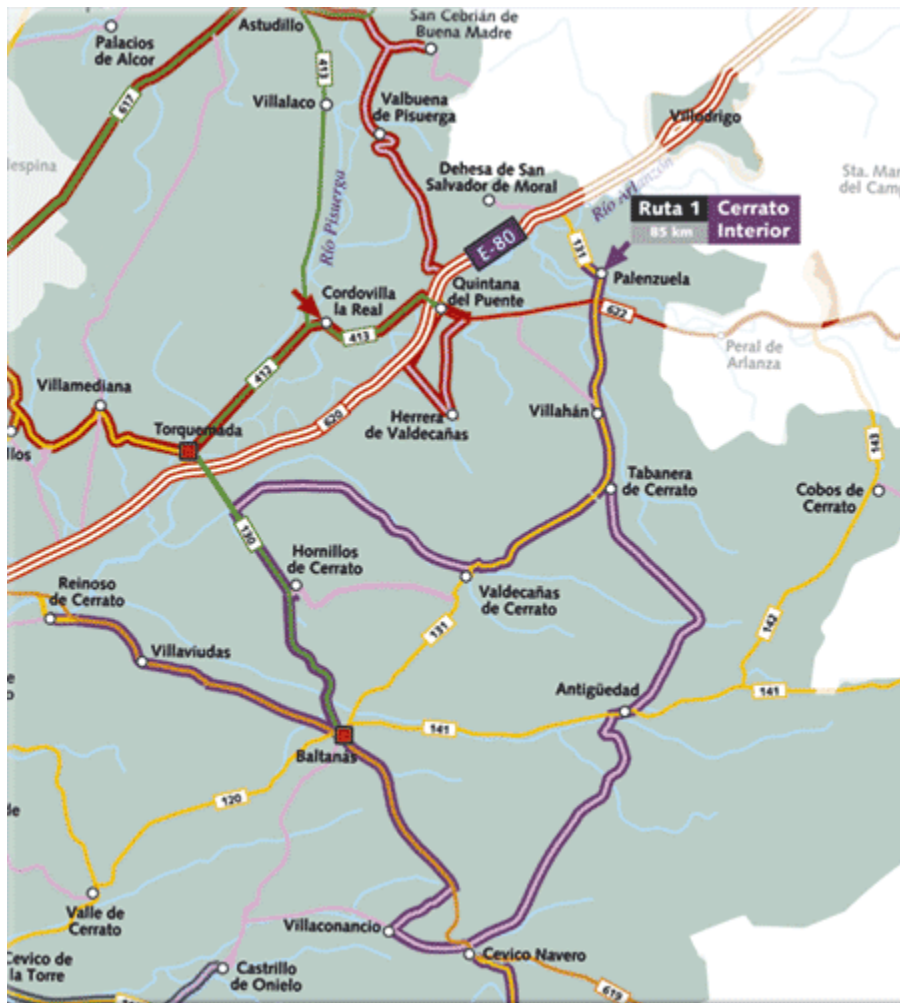 San Cebrián de
Buena Madre
Astudillo
Palacios
de Alcor
413
617
Villalaco
Valbuena
de Pisuerga
Villodrigo
lespina
Dehesa de San
Salvador de Moral
Sta. Mar
del Camp
Río Pisuerga
Río Arlanzón
Ruta 1
Cerrato
85 km
Interior
E-80
131
Palenzuela
Quintana
del Puente
Cordovilla
la Real
622
413
Peral de
Arlanza
412
Villamediana
620
Herrera
de Valdecañas
Villahán
Torquemada
llos
143
Tabanera
de Cerrato
Cobos de
Cerrato
130
Hornillos
de Cerrato
Reinoso
de Cerrato
Valdecañas
de Cerrato
131
142
Villaviudas
e
o
Antigüedad
141
141
Baltanás
120
de
Valle de
Cerrato
Villaconancio
Cevico Navero
Cevico de
la Torre
Castrillo
de Onielo
619